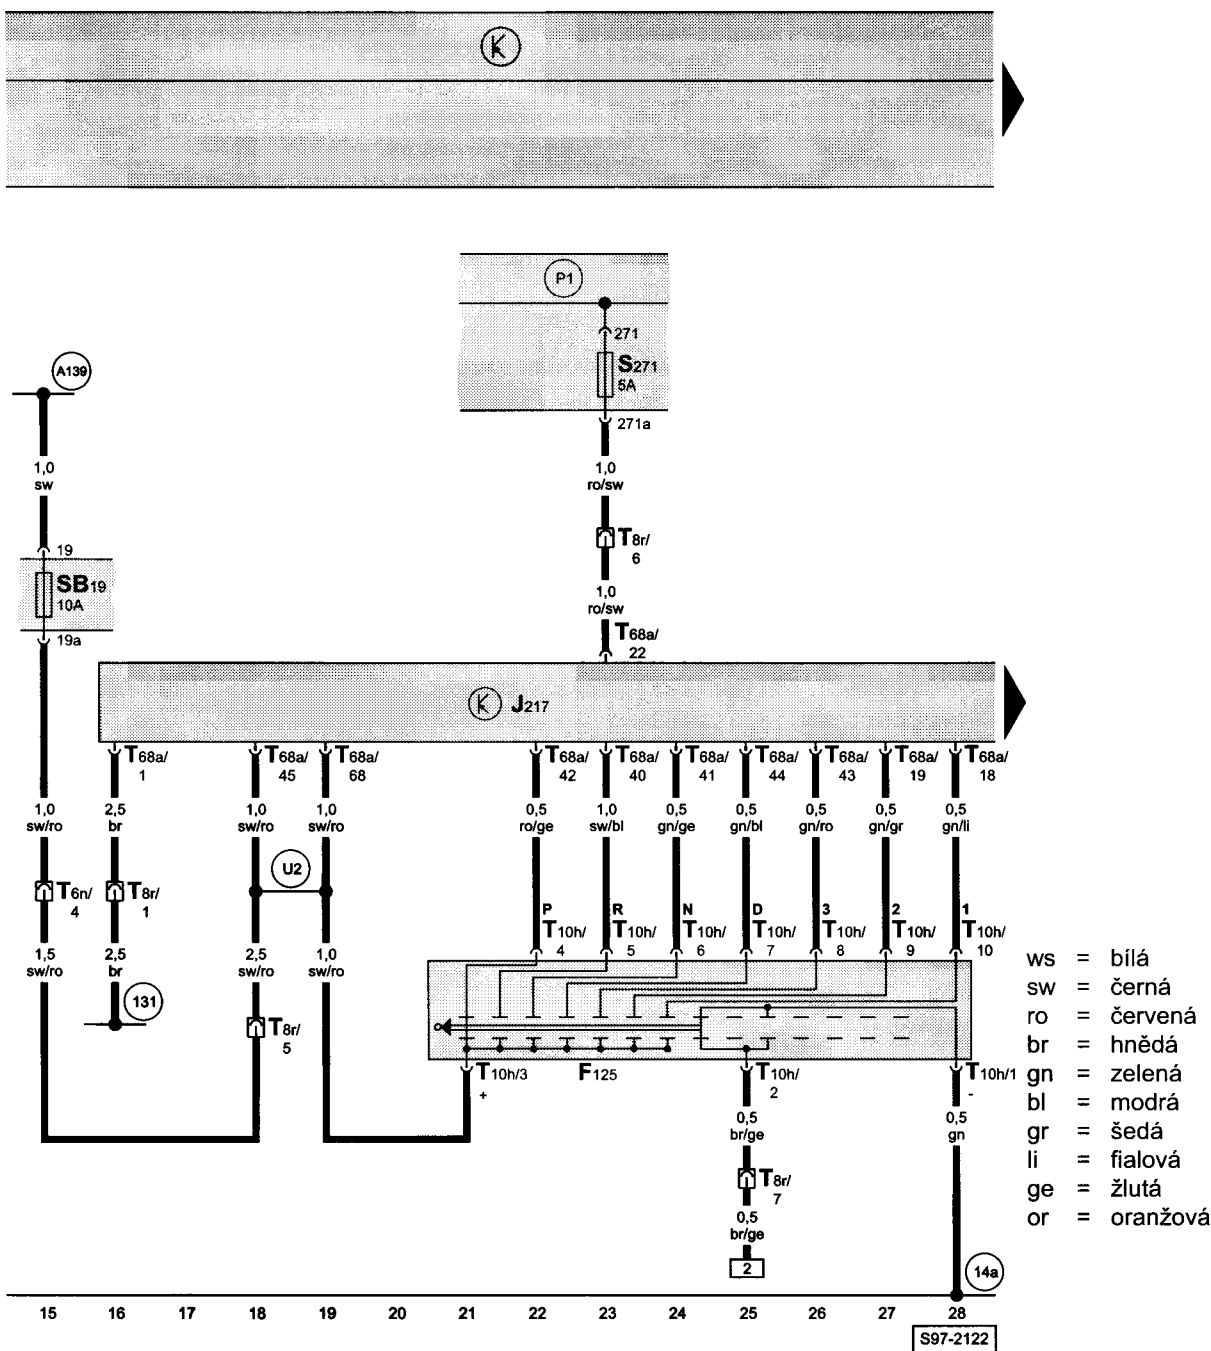 P1
271
S271
5A
271a
A139
1,0
sw
1,0
ro/sw
T8r/
6
19
SB19
10A
19a
1,0
ro/sw
T68a/
22
J217
T68a/
1
T68a/
45
T68a/
68
T68a/
42
T68a/
40
T68a/
41
T68a/
44
T68a/
43
T68a/
19
T68a/
18
1,0
sw/ro
2,5
br
1,0
sw/ro
1,0
sw/ro
0,5
ro/ge
1,0
sw/bl
0,5
gn/ge
0,5
gn/bl
0,5
gn/ro
0,5
gn/gr
0,5
gn/li
U2
T6n/
4
T8r/
1
P
T10h/
4
R
T10h/
5
N
T10h/
6
D
T10h/
7
3
T10h/
8
2
T10h/
9
1
T10h/
10
1,5
sw/ro
2,5
br
2,5
sw/ro
1,0
sw/ro
131
T8r/
5
T10h/3
+
F125
T10h/
2
T10h/1
-
0,5
br/ge
0,5
gn
T8r/
7
0,5
br/ge
2
14a
ws = bílá
sw = černá
ro = červená
br = hnědá
gn = zelená
bl = modrá
gr = šedá
li = fialová
ge = žlutá
or = oranžová
15 16 17 18 19 20 21 22 23 24 25 26 27 28
S97-2122